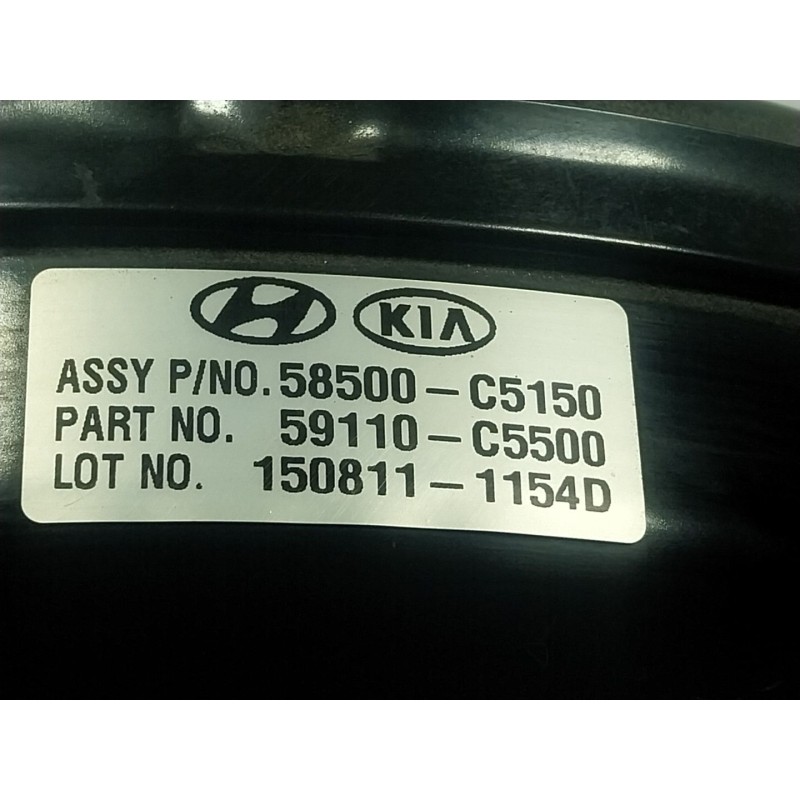 KIA
ASSY P/NO. 58500-C5150
PART NO. 59110-C5500
LOT NO. 150811-1154D